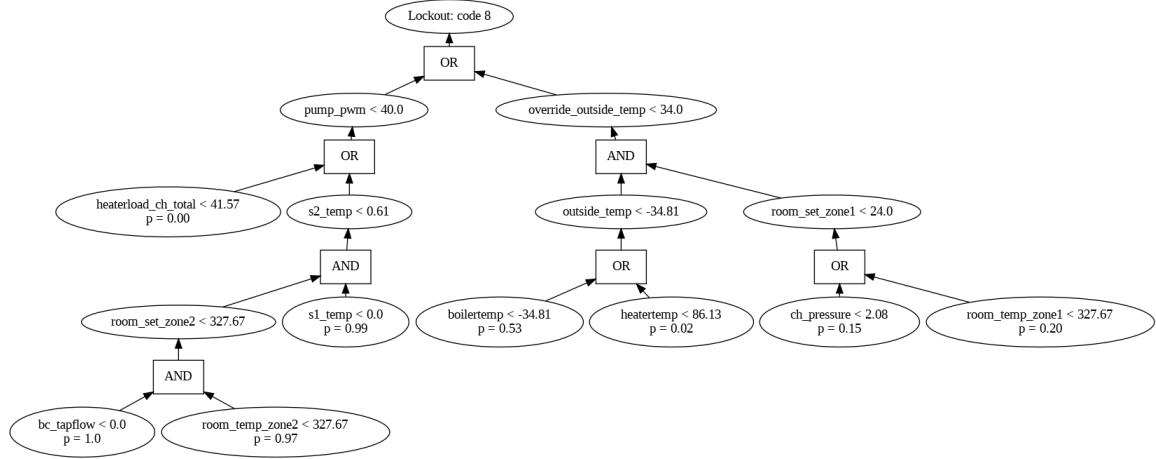 Lockout: code 8
OR
pump_pwm < 40.0
override_outside_temp < 34.0
OR
AND
heaterload_ch_total < 41.57
p = 0.00
s2_temp < 0.61
outside_temp < -34.81
room_set_zone1 < 24.0
AND
OR
OR
room_set_zone2 < 327.67
s1_temp < 0.0
p = 0.99
boilertemp < -34.81
p = 0.53
heatertemp < 86.13
p = 0.02
ch_pressure < 2.08
p = 0.15
room_temp_zone1 < 327.67
p = 0.20
AND
bc_tapflow < 0.0
p = 1.0
room_temp_zone2 < 327.67
p = 0.97